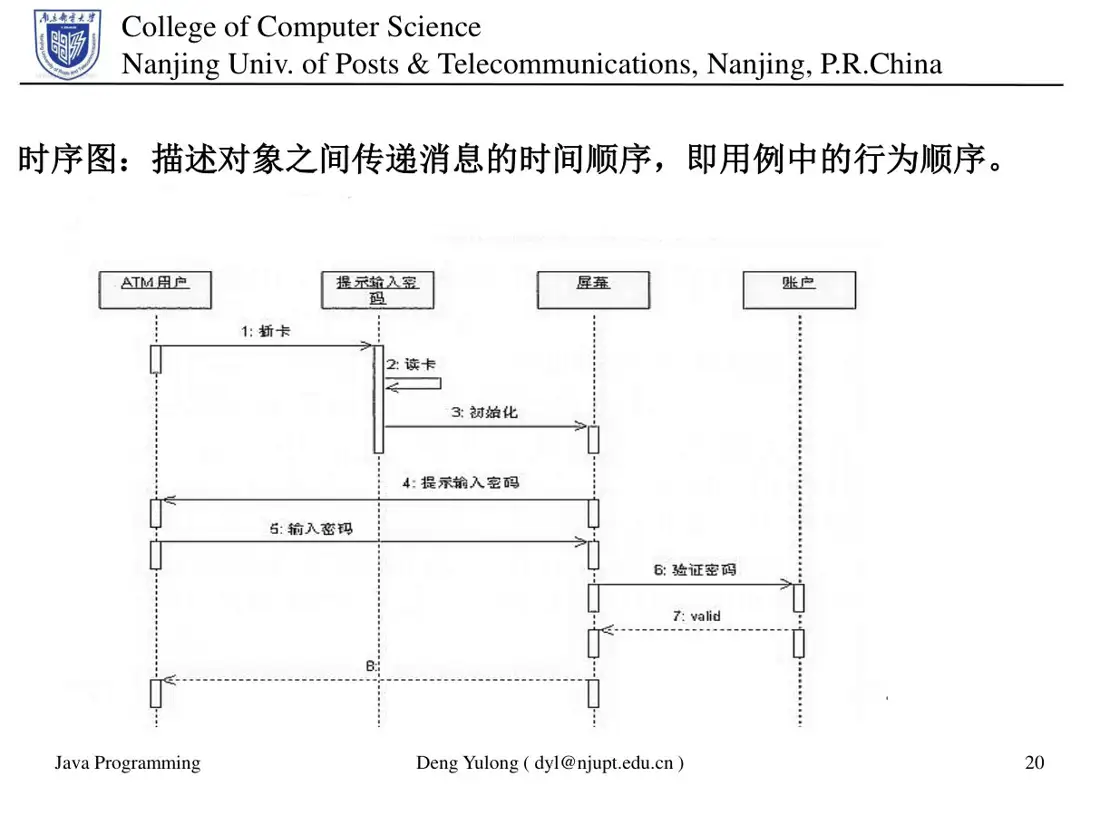 College of Computer Science
Nanjing Univ. of Posts & Telecommunications, Nanjing, P.R.China
时序图：描述对象之间传递消息的时间顺序，即用例中的行为顺序。
ATM用户
提示输入密
码
屏幕
账户
1: 插卡
2: 读卡
3: 初始化
4: 提示输入密码
5: 输入密码
6: 验证密码
7: valid
8:
Java Programming
Deng Yulong ( dyl@njupt.edu.cn )
20